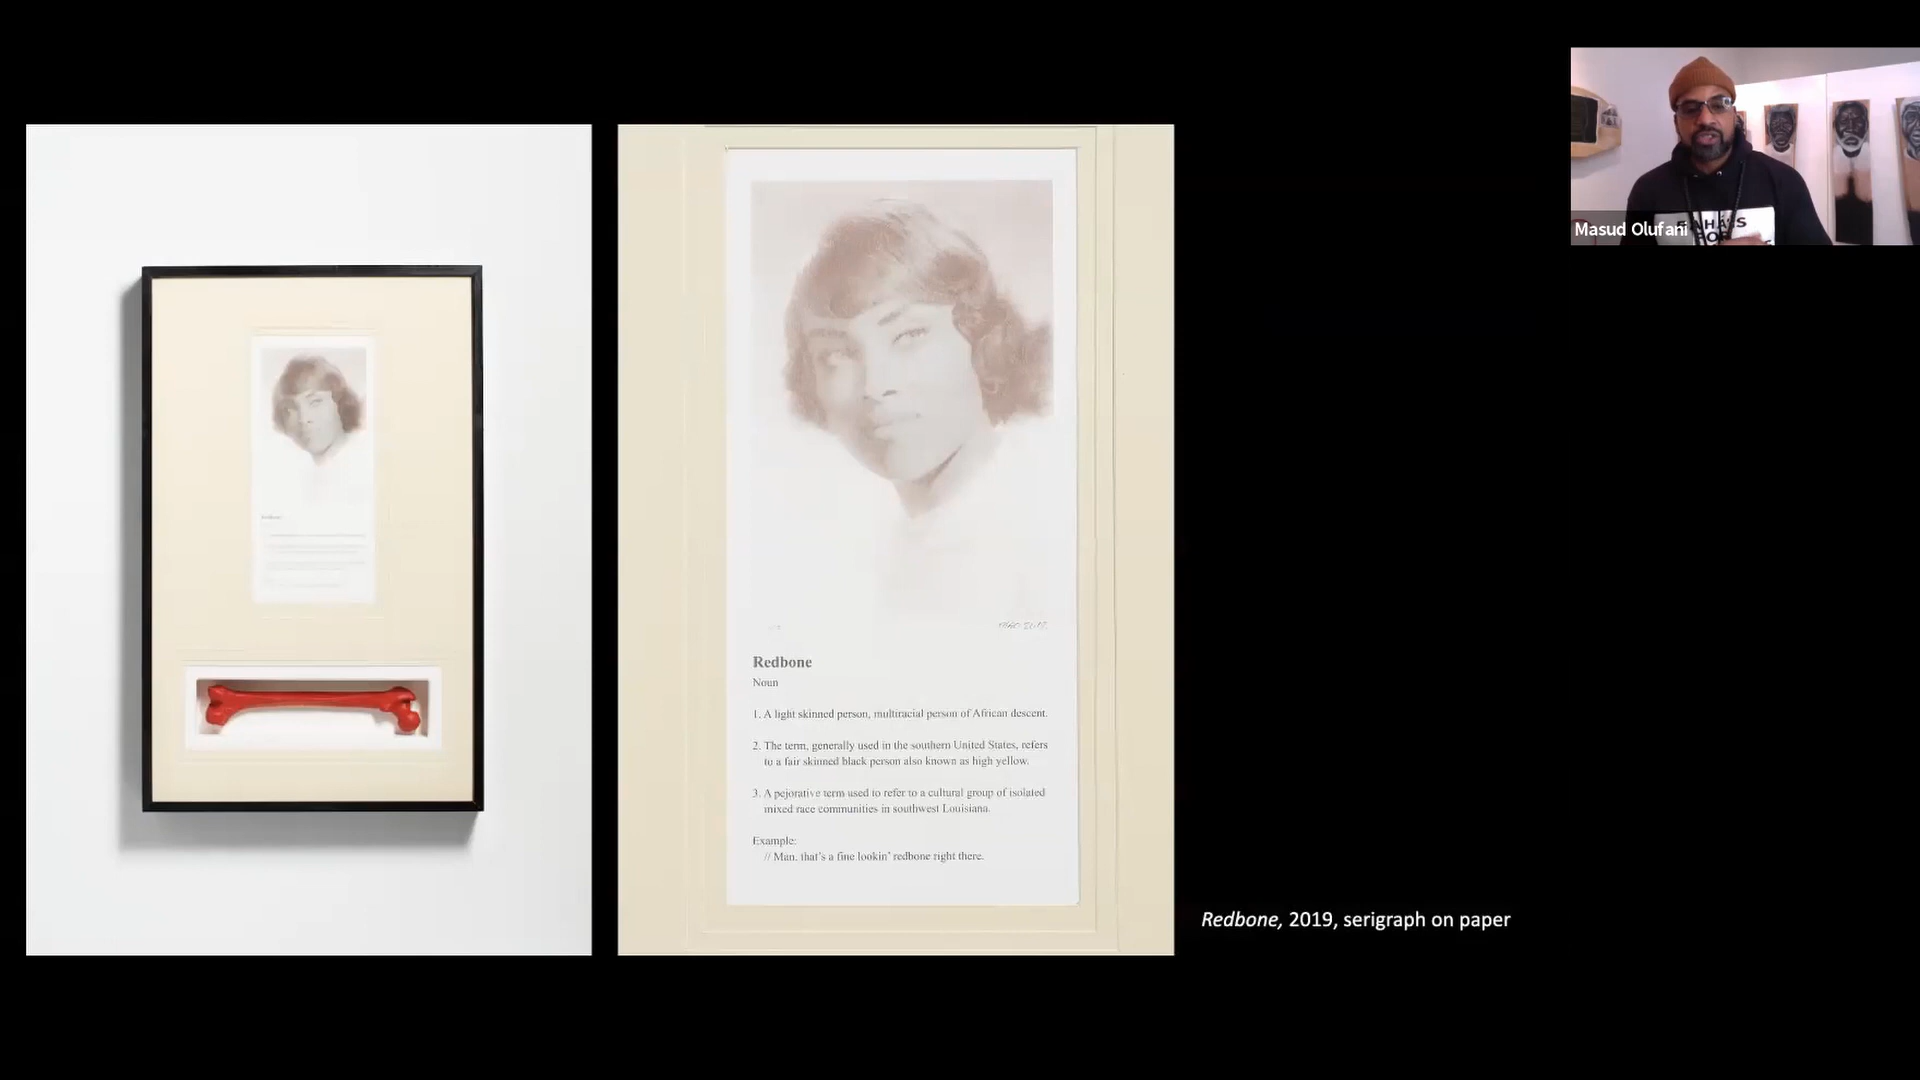 Masud Olufani
Redbone
Noun
1. A light skinned person, multiracial person of African descent.
2. The term, generally used in the southern United States, refers
to a fair skinned black person also known as high yellow.
3. A pejorative term used to refer to a cultural group of isolated
mixed race communities in southwest Louisiana.
Example:
// Man, that's a fine lookin' redbone right there.
Redbone, 2019, serigraph on paper